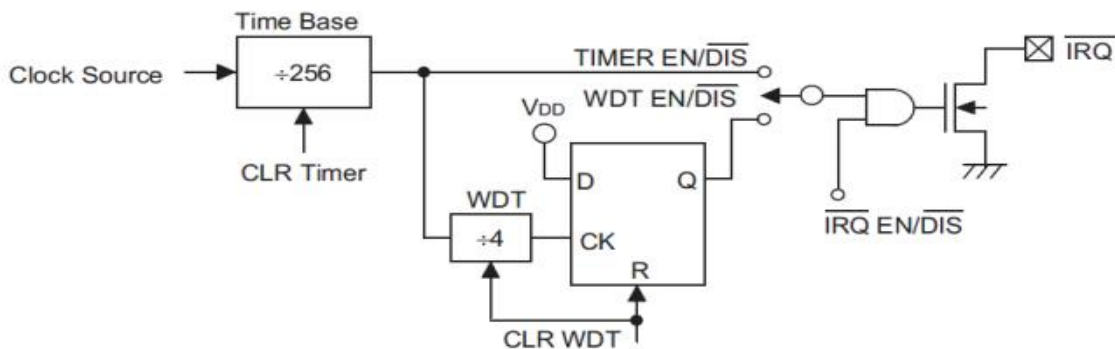 Time Base
Clock Source
÷256
CLR Timer
TIMER EN/DIS
WDT EN/DIS
IRQ
VDD
D
Q
WDT
÷4
CK
R
IRQ EN/DIS
CLR WDT